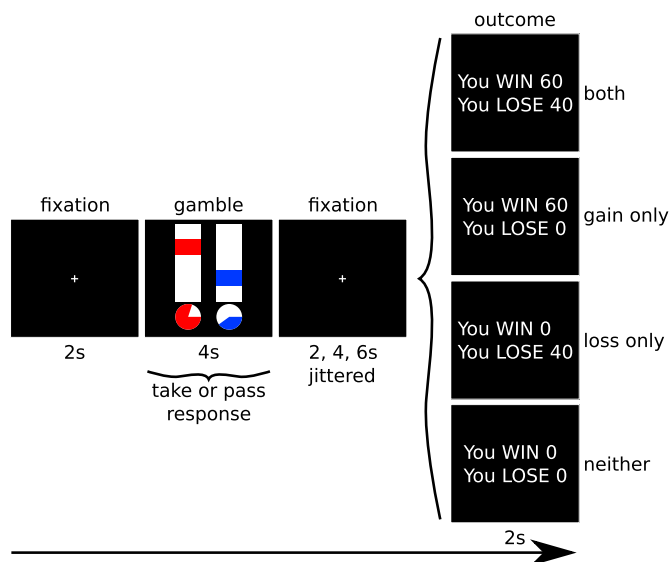 outcome
You WIN 60
You LOSE 40
both
You WIN 60
You LOSE 0
gain only
You WIN 0
You LOSE 40
loss only
You WIN 0
You LOSE 0
neither
2s
fixation
2s
gamble
4s
take or pass
response
fixation
2, 4, 6s
jittered